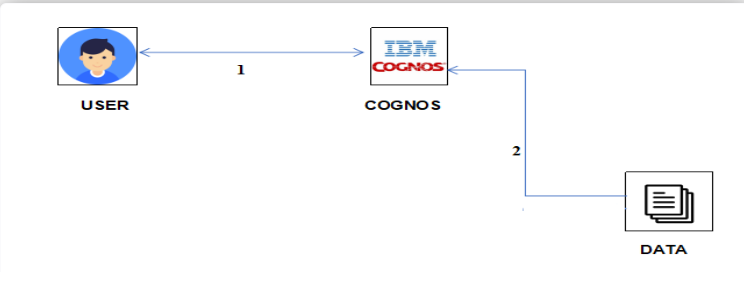 IBM
COGNOS
1
USER
COGNOS
2
DATA